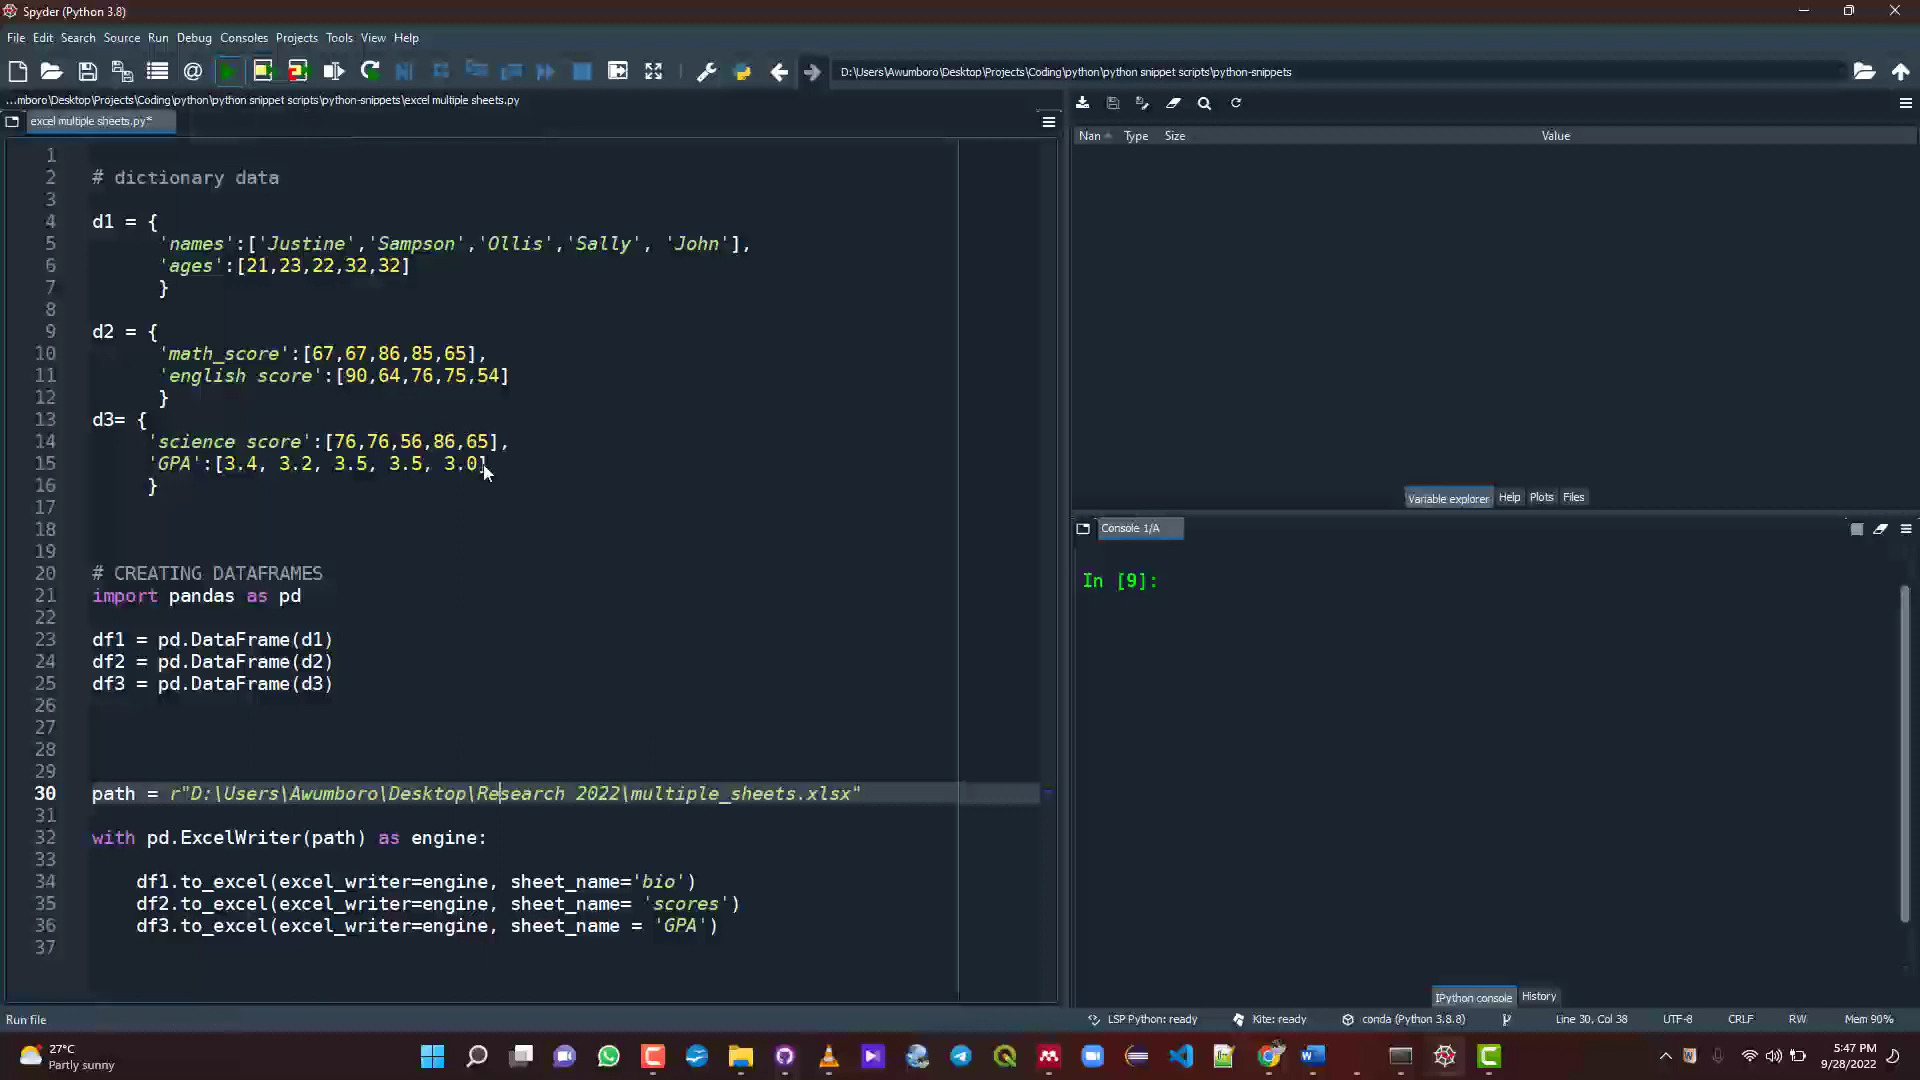 Spyder (Python 3.8)
File Edit Search Source Run Debug Consoles Projects Tools View Help
D:\Users\Awumboro\Desktop\Projects\Coding\python\python snippet scripts\python-snippets
...mboro\Desktop\Projects\Coding\python\python snippet scripts\python-snippets\excel multiple sheets.py
excel multiple sheets.py*
1
2 # dictionary data
3
4 d1 = {
5 'names':['Justine','Sampson','Ollis','Sally', 'John'],
6 'ages':[21,23,22,32,32]
7 }
8
9 d2 = {
10 'math_score':[67,67,86,85,65],
11 'english score':[90,64,76,75,54]
12 }
13 d3= {
14 'science score':[76,76,56,86,65],
15 'GPA':[3.4, 3.2, 3.5, 3.5, 3.0]
16 }
17
18
19
20 # CREATING DATAFRAMES
21 import pandas as pd
22
23 df1 = pd.DataFrame(d1)
24 df2 = pd.DataFrame(d2)
25 df3 = pd.DataFrame(d3)
26
27
28
29
30 path = r"D:\Users\Awumboro\Desktop\Research 2022\multiple_sheets.xlsx"
31
32 with pd.ExcelWriter(path) as engine:
33
34 df1.to_excel(excel_writer=engine, sheet_name='bio')
35 df2.to_excel(excel_writer=engine, sheet_name= 'scores')
36 df3.to_excel(excel_writer=engine, sheet_name = 'GPA')
37
Nan Type Size Value
Variable explorer Help Plots Files
Console 1/A
In [9]:
IPython console History
Run file LSP Python: ready Kite: ready conda (Python 3.8.8) Line 30, Col 38 UTF-8 CRLF RW Mem 90%
27°C
Partly sunny
5:47 PM
9/28/2022